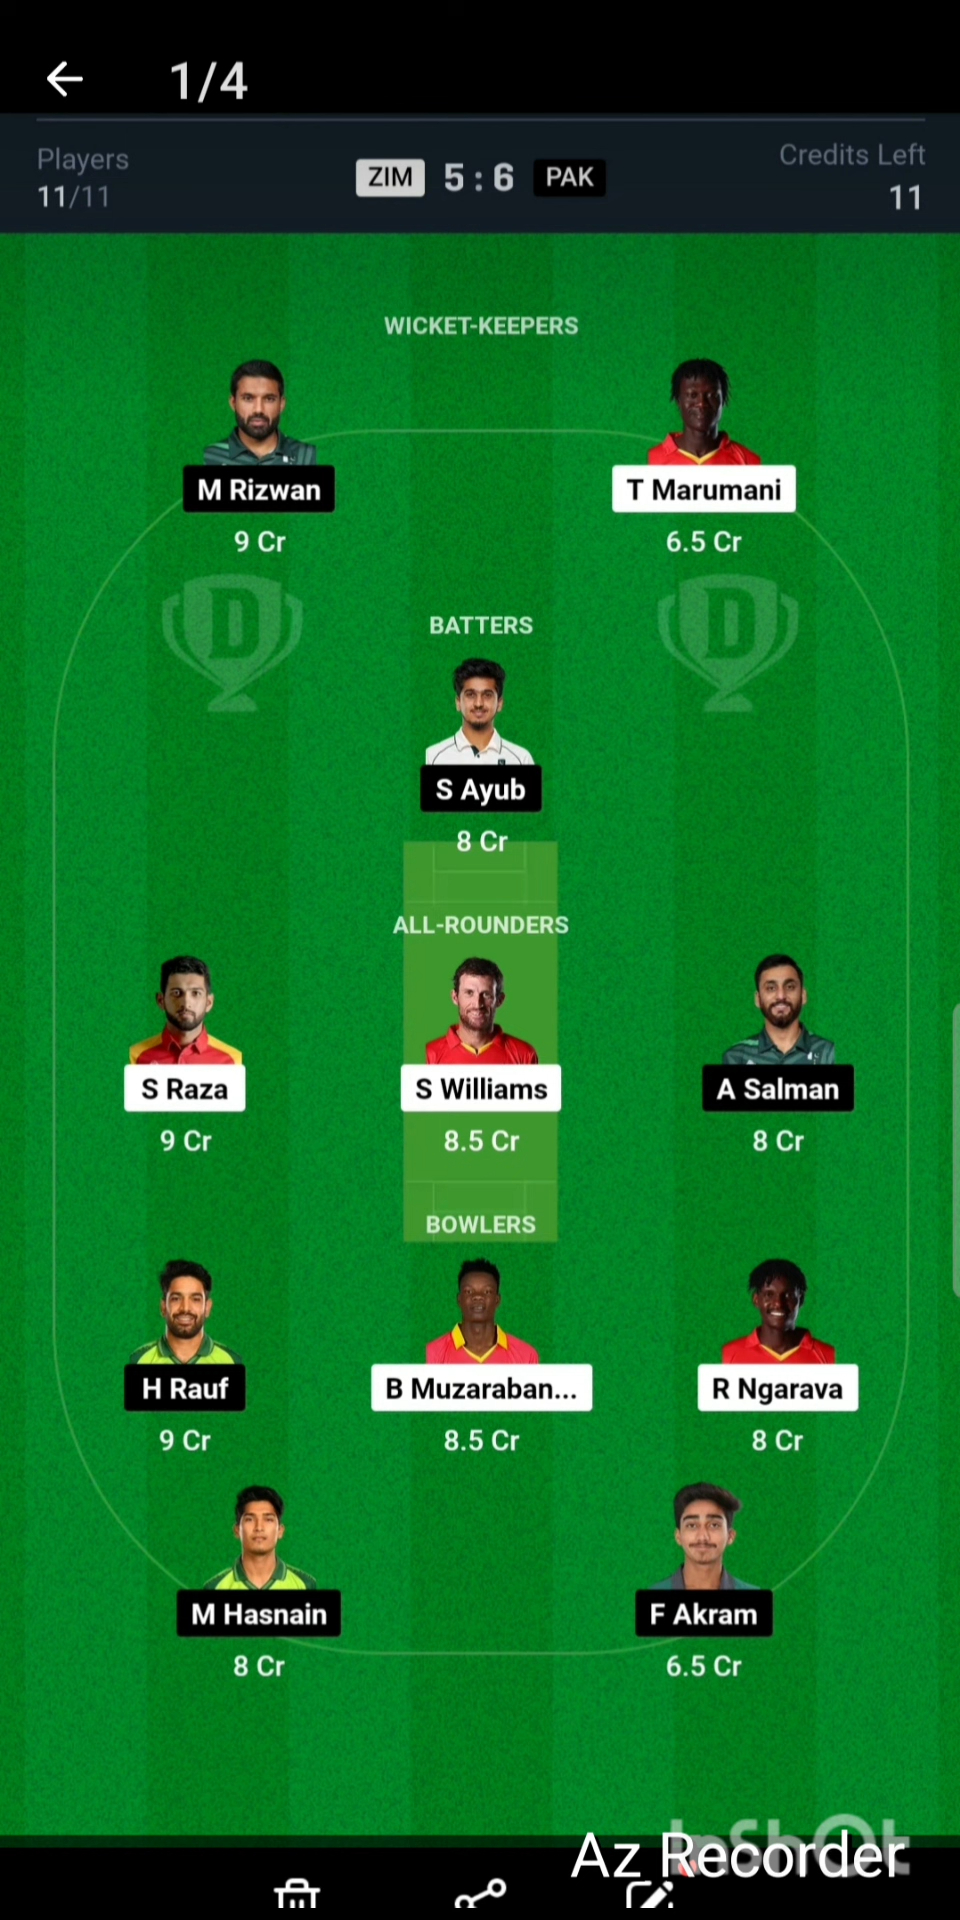 1/4
Players
11/11
ZIM 5 : 6 PAK
Credits Left
11
WICKET-KEEPERS
M Rizwan
9 Cr
T Marumani
6.5 Cr
D
D
BATTERS
S Ayub
8 Cr
ALL-ROUNDERS
S Raza
9 Cr
S Williams
8.5 Cr
A Salman
8 Cr
BOWLERS
H Rauf
9 Cr
B Muzaraban...
8.5 Cr
R Ngarava
8 Cr
M Hasnain
8 Cr
F Akram
6.5 Cr
InShOt
Az Recorder